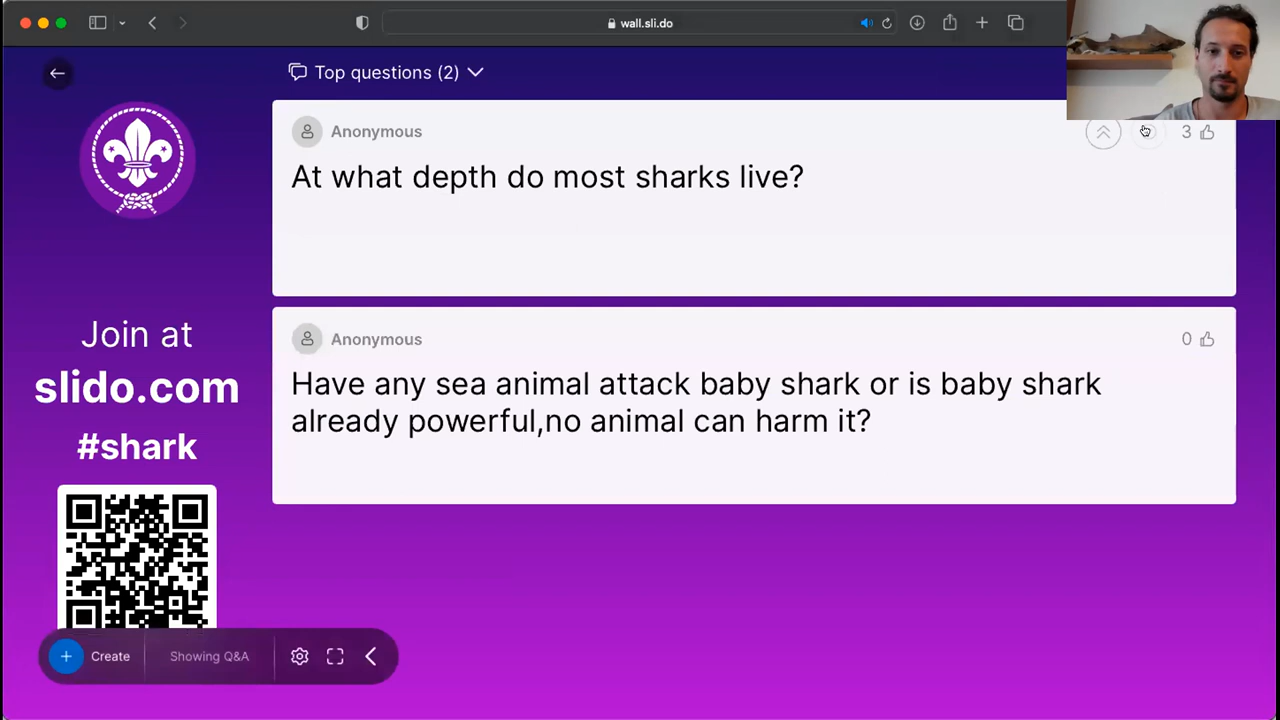 wall.sli.do
Top questions (2)
Anonymous
3
At what depth do most sharks live?
Anonymous
0
Have any sea animal attack baby shark or is baby shark
already powerful,no animal can harm it?
Join at
slido.com
#shark
Create
Showing Q&A